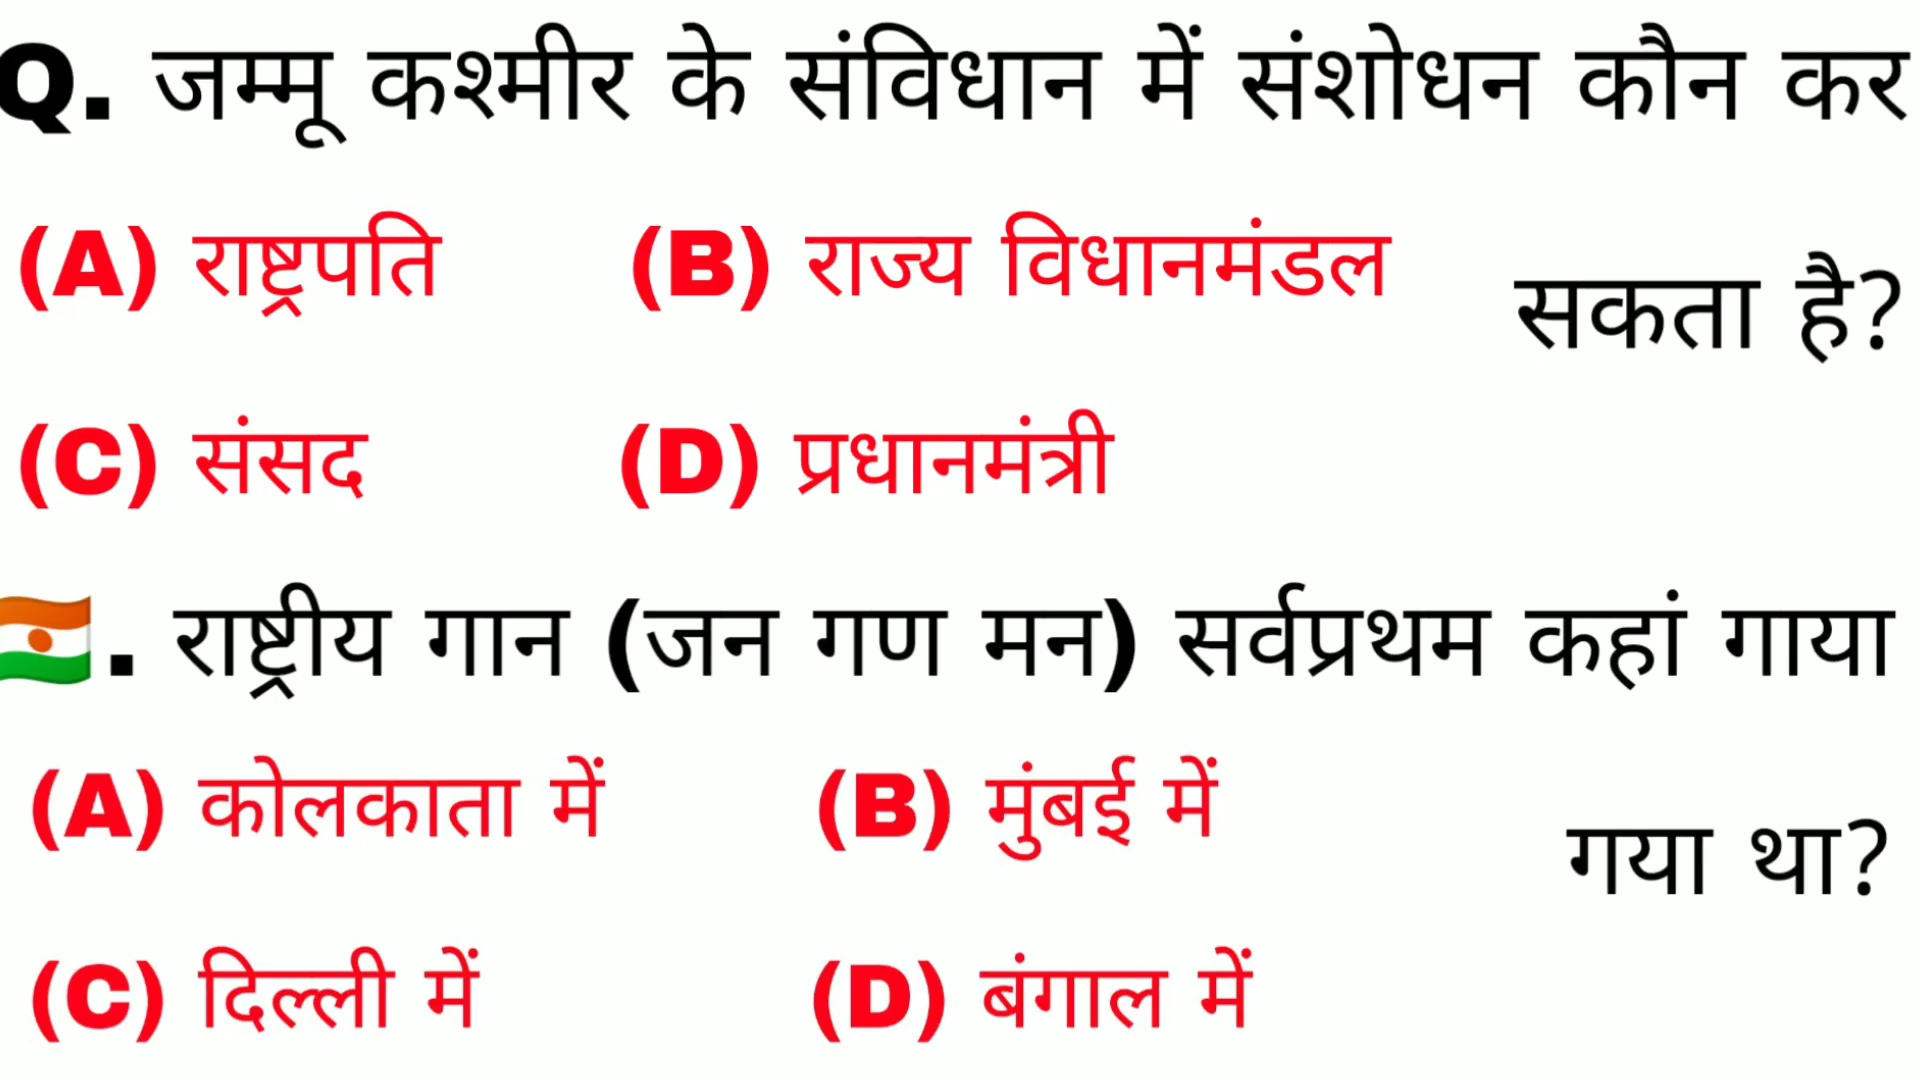 Q. जम्मू कश्मीर के संविधान में संशोधन कौन कर
सकता है?
(A) राष्ट्रपति (B) राज्य विधानमंडल
(C) संसद (D) प्रधानमंत्री
. राष्ट्रीय गान (जन गण मन) सर्वप्रथम कहां गाया
गया था?
(A) कोलकाता में (B) मुंबई में
(C) दिल्ली में (D) बंगाल में